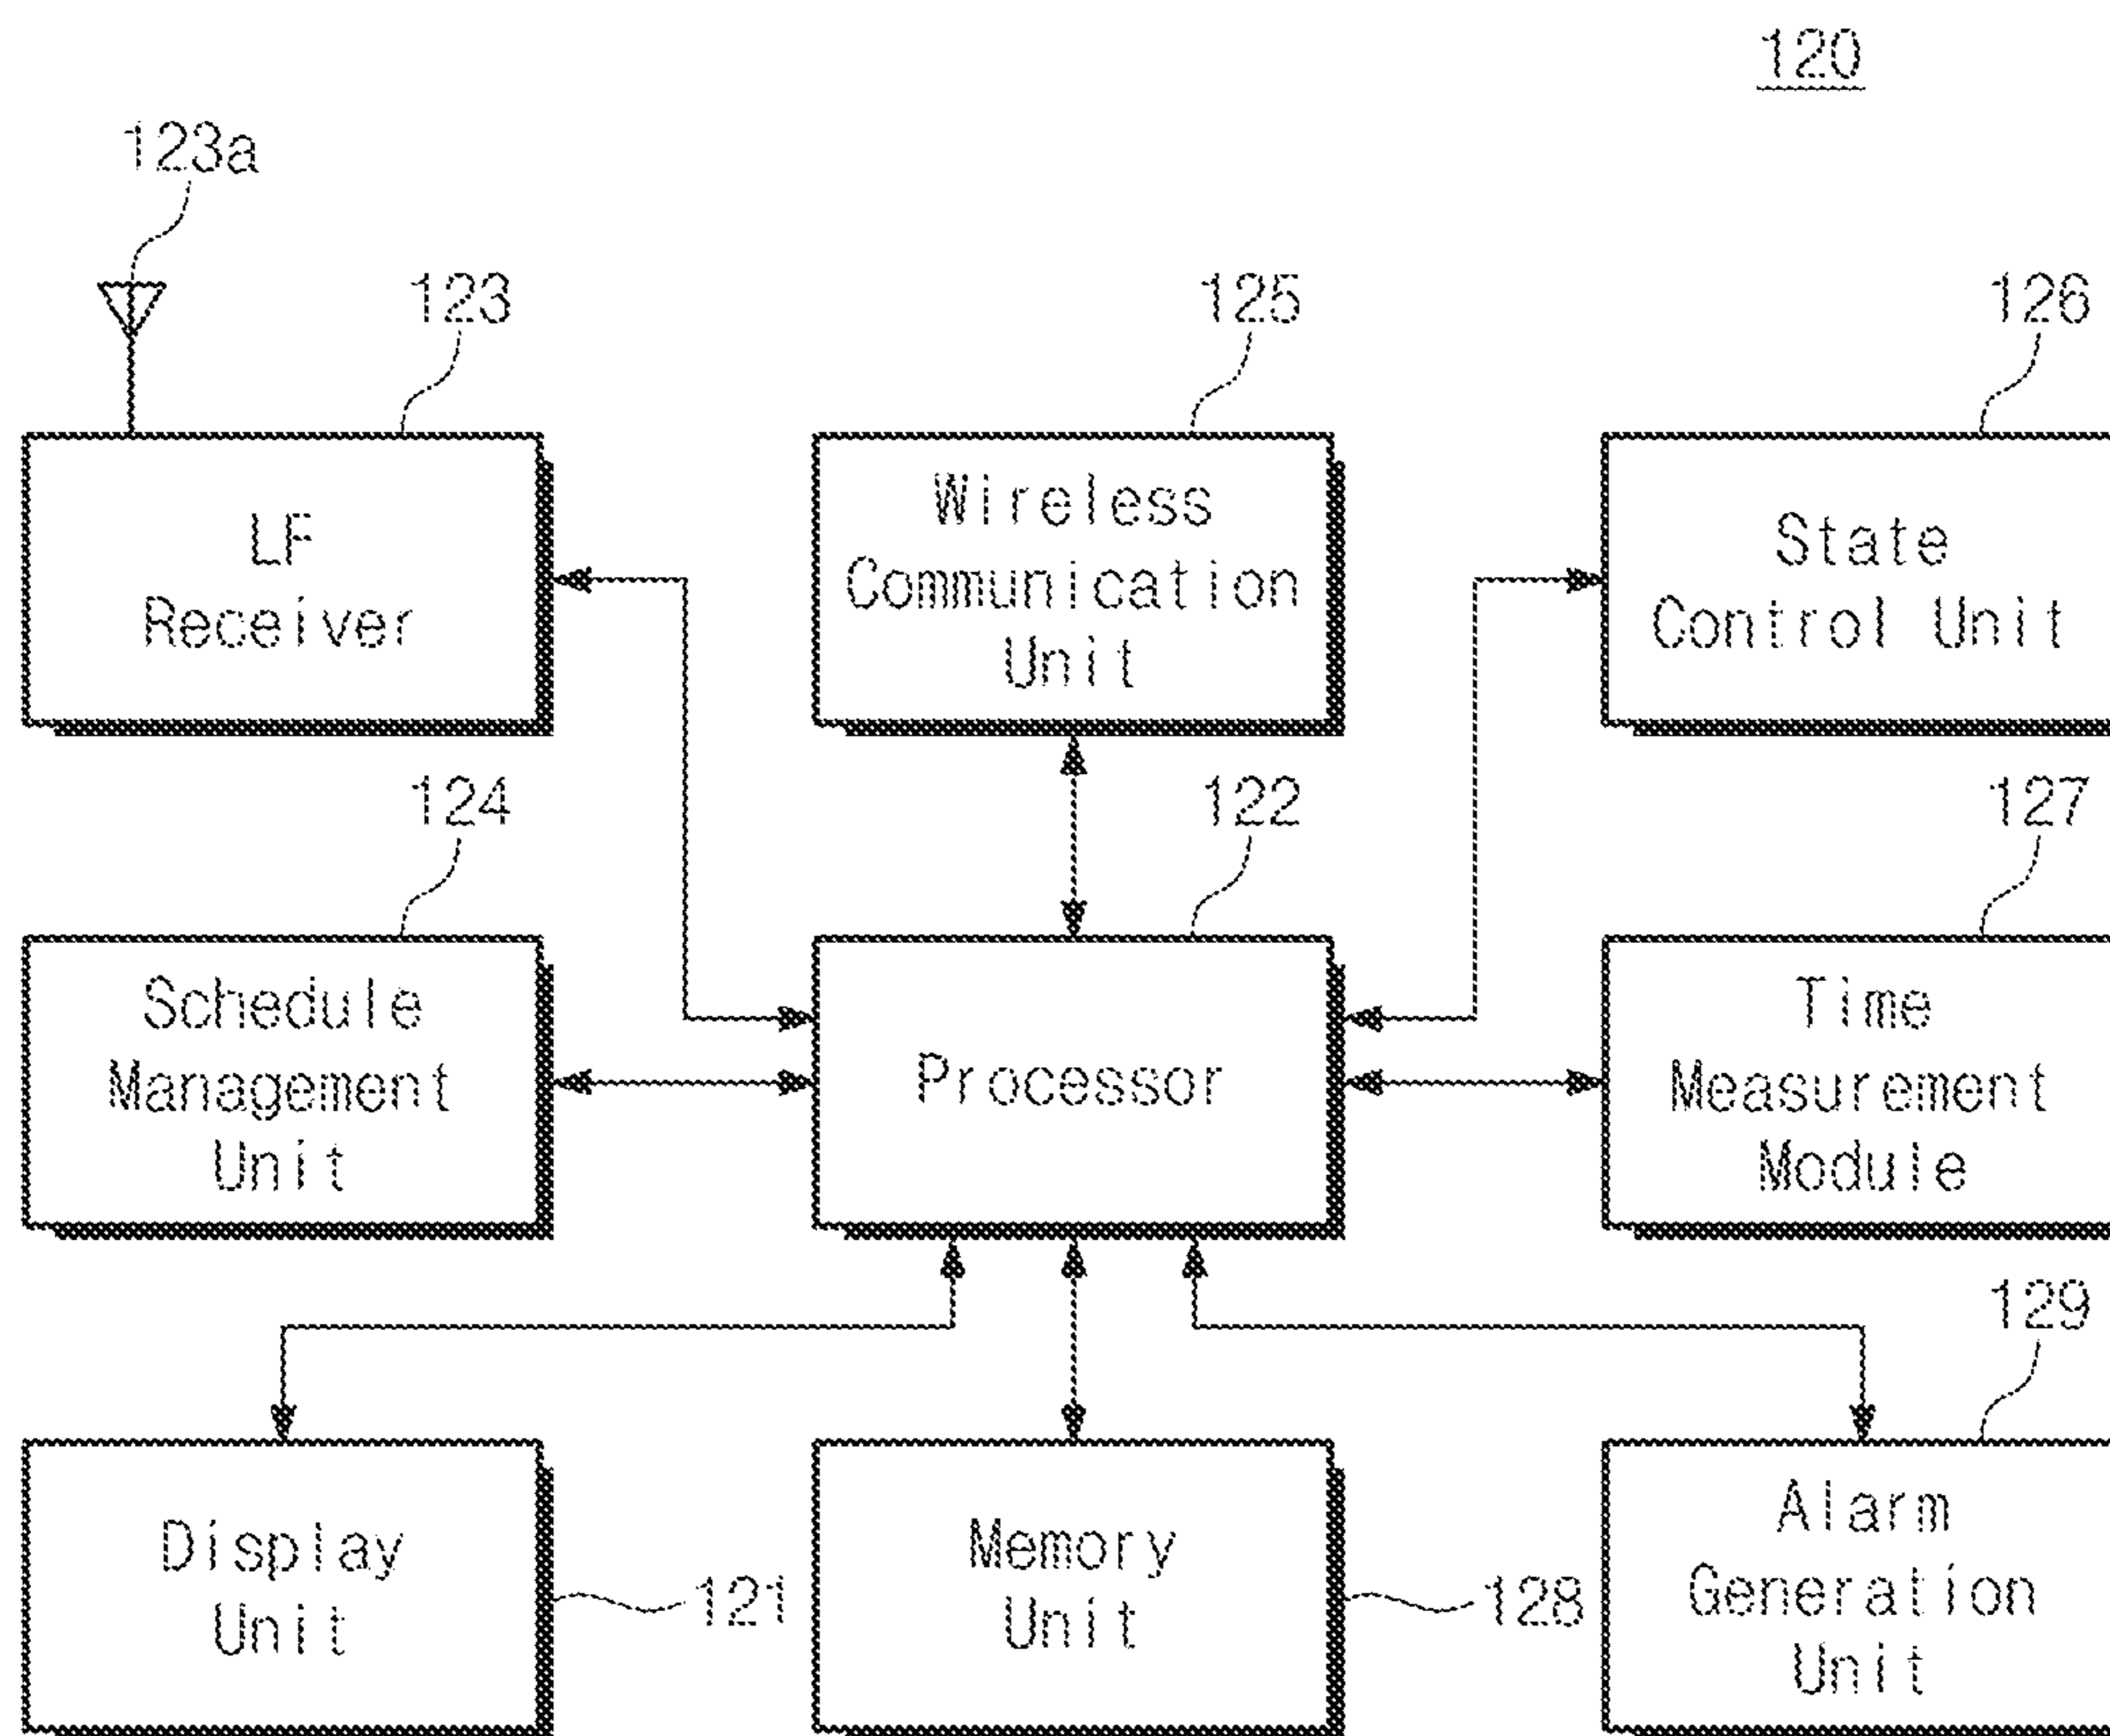 120
123a
123
125
126
LF
Receiver
Wireless
Communication
Unit
State
Control Unit
124
122
127
Schedule
Management
Unit
Processor
Time
Measurement
Module
129
Display
Unit
121
Memory
Unit
128
Alarm
Generation
Unit